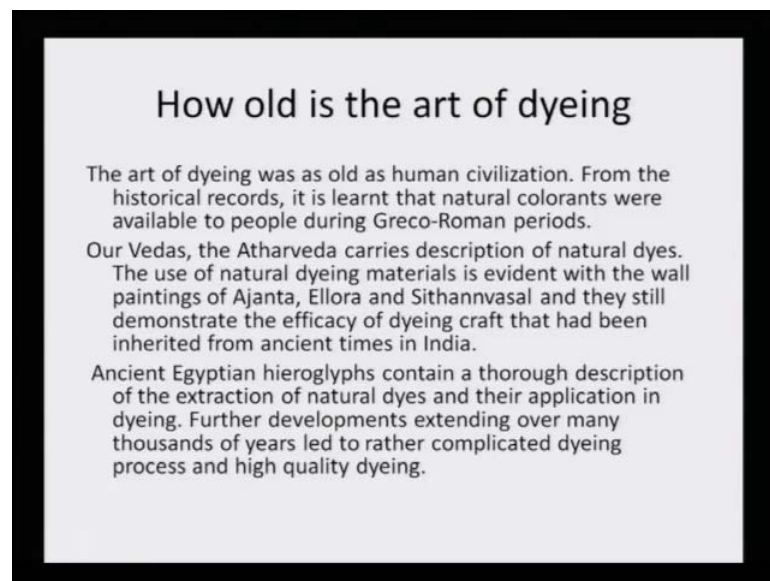 How old is the art of dyeing
The art of dyeing was as old as human civilization. From the
historical records, it is learnt that natural colorants were
available to people during Greco-Roman periods.
Our Vedas, the Atharveda carries description of natural dyes.
The use of natural dyeing materials is evident with the wall
paintings of Ajanta, Ellora and Sithannvasal and they still
demonstrate the efficacy of dyeing craft that had been
inherited from ancient times in India.
Ancient Egyptian hieroglyphs contain a thorough description
of the extraction of natural dyes and their application in
dyeing. Further developments extending over many
thousands of years led to rather complicated dyeing
process and high quality dyeing.